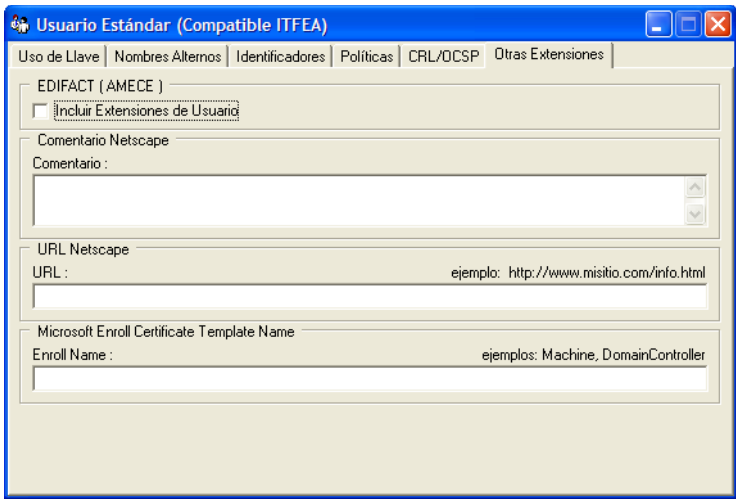 Usuario Estándar (Compatible ITFEA)
Uso de Llave Nombres Alternos Identificadores Políticas CRL/OCSP Otras Extensiones
EDIFACT ( AMECE )
Incluir Extensiones de Usuario
Comentario Netscape
Comentario :
URL Netscape
URL : ejemplo: http://www.misitio.com/info.html
Microsoft Enroll Certificate Template Name
Enroll Name : ejemplos: Machine, DomainController